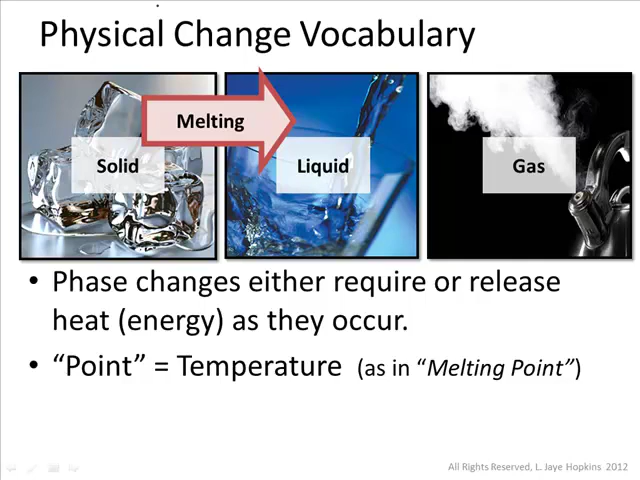 Physical Change Vocabulary
Melting
Solid
Liquid
Gas
• Phase changes either require or release
heat (energy) as they occur.
• “Point” = Temperature (as in “Melting Point”)
All Rights Reserved, L. Jaye Hopkins 2012